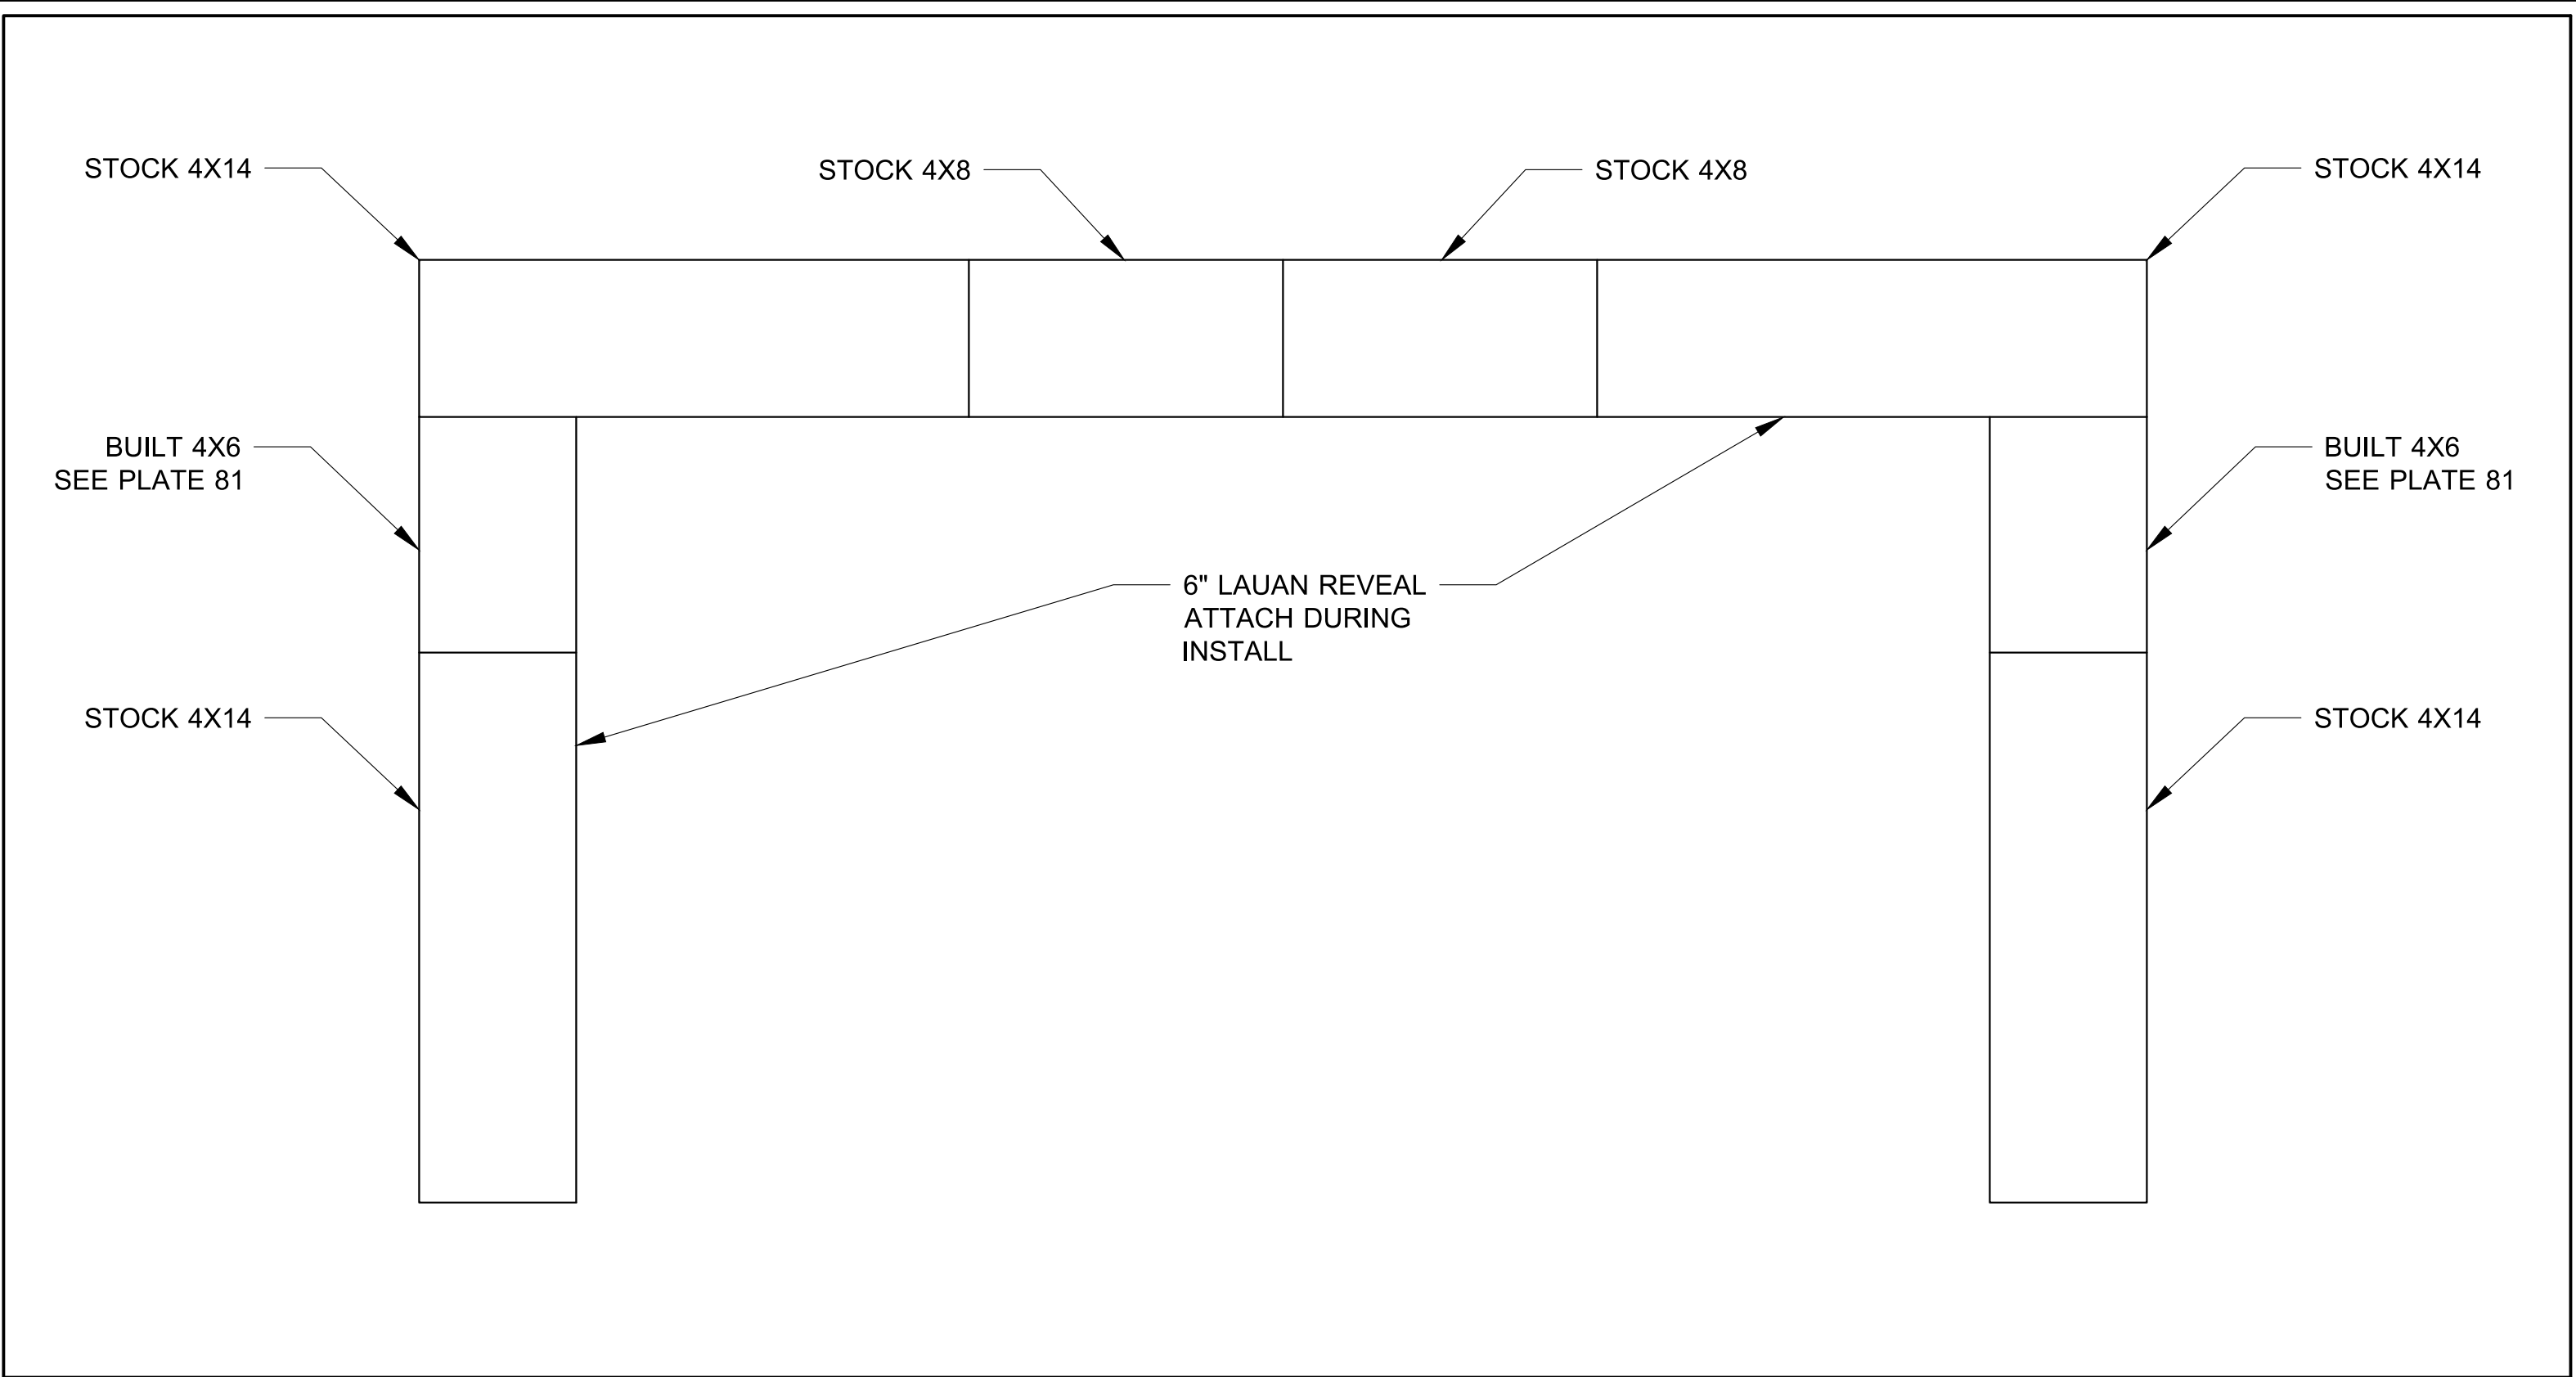 STOCK 4X14
STOCK 4X8
STOCK 4X8
STOCK 4X14
BUILT 4X6
SEE PLATE 81
BUILT 4X6
SEE PLATE 81
6" LAUAN REVEAL
ATTACH DURING
INSTALL
STOCK 4X14
STOCK 4X14